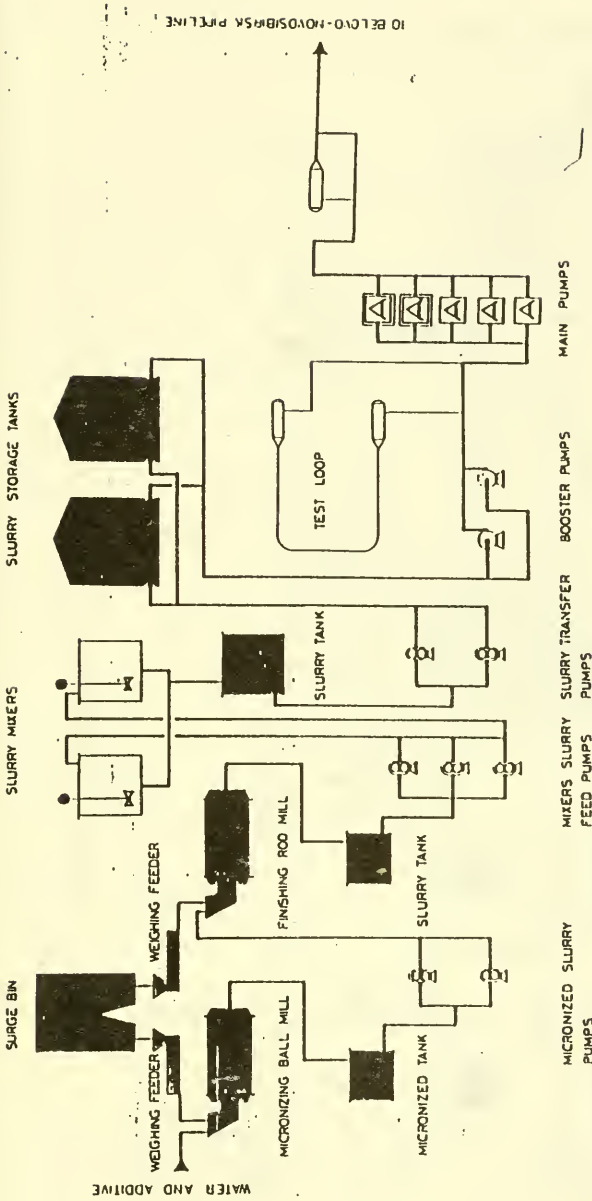 SURGE BIN
SLURRY MIXERS
SLURRY STORAGE TANKS
WATER AND ADDITIVE
WEIGHING FEEDER
WEIGHING FEEDER
MICRONIZING BALL MILL
FINISHING ROD MILL
SLURRY TANK
TEST LOOP
MICRONIZED TANK
SLURRY TANK
MICRONIZED SLURRY
PUMPS
MIXERS SLURRY
FEED PUMPS
SLURRY TRANSFER
PUMPS
BOOSTER PUMPS
MAIN PUMPS
TO BELOVO-NOVOSIBIRSK PIPELINE